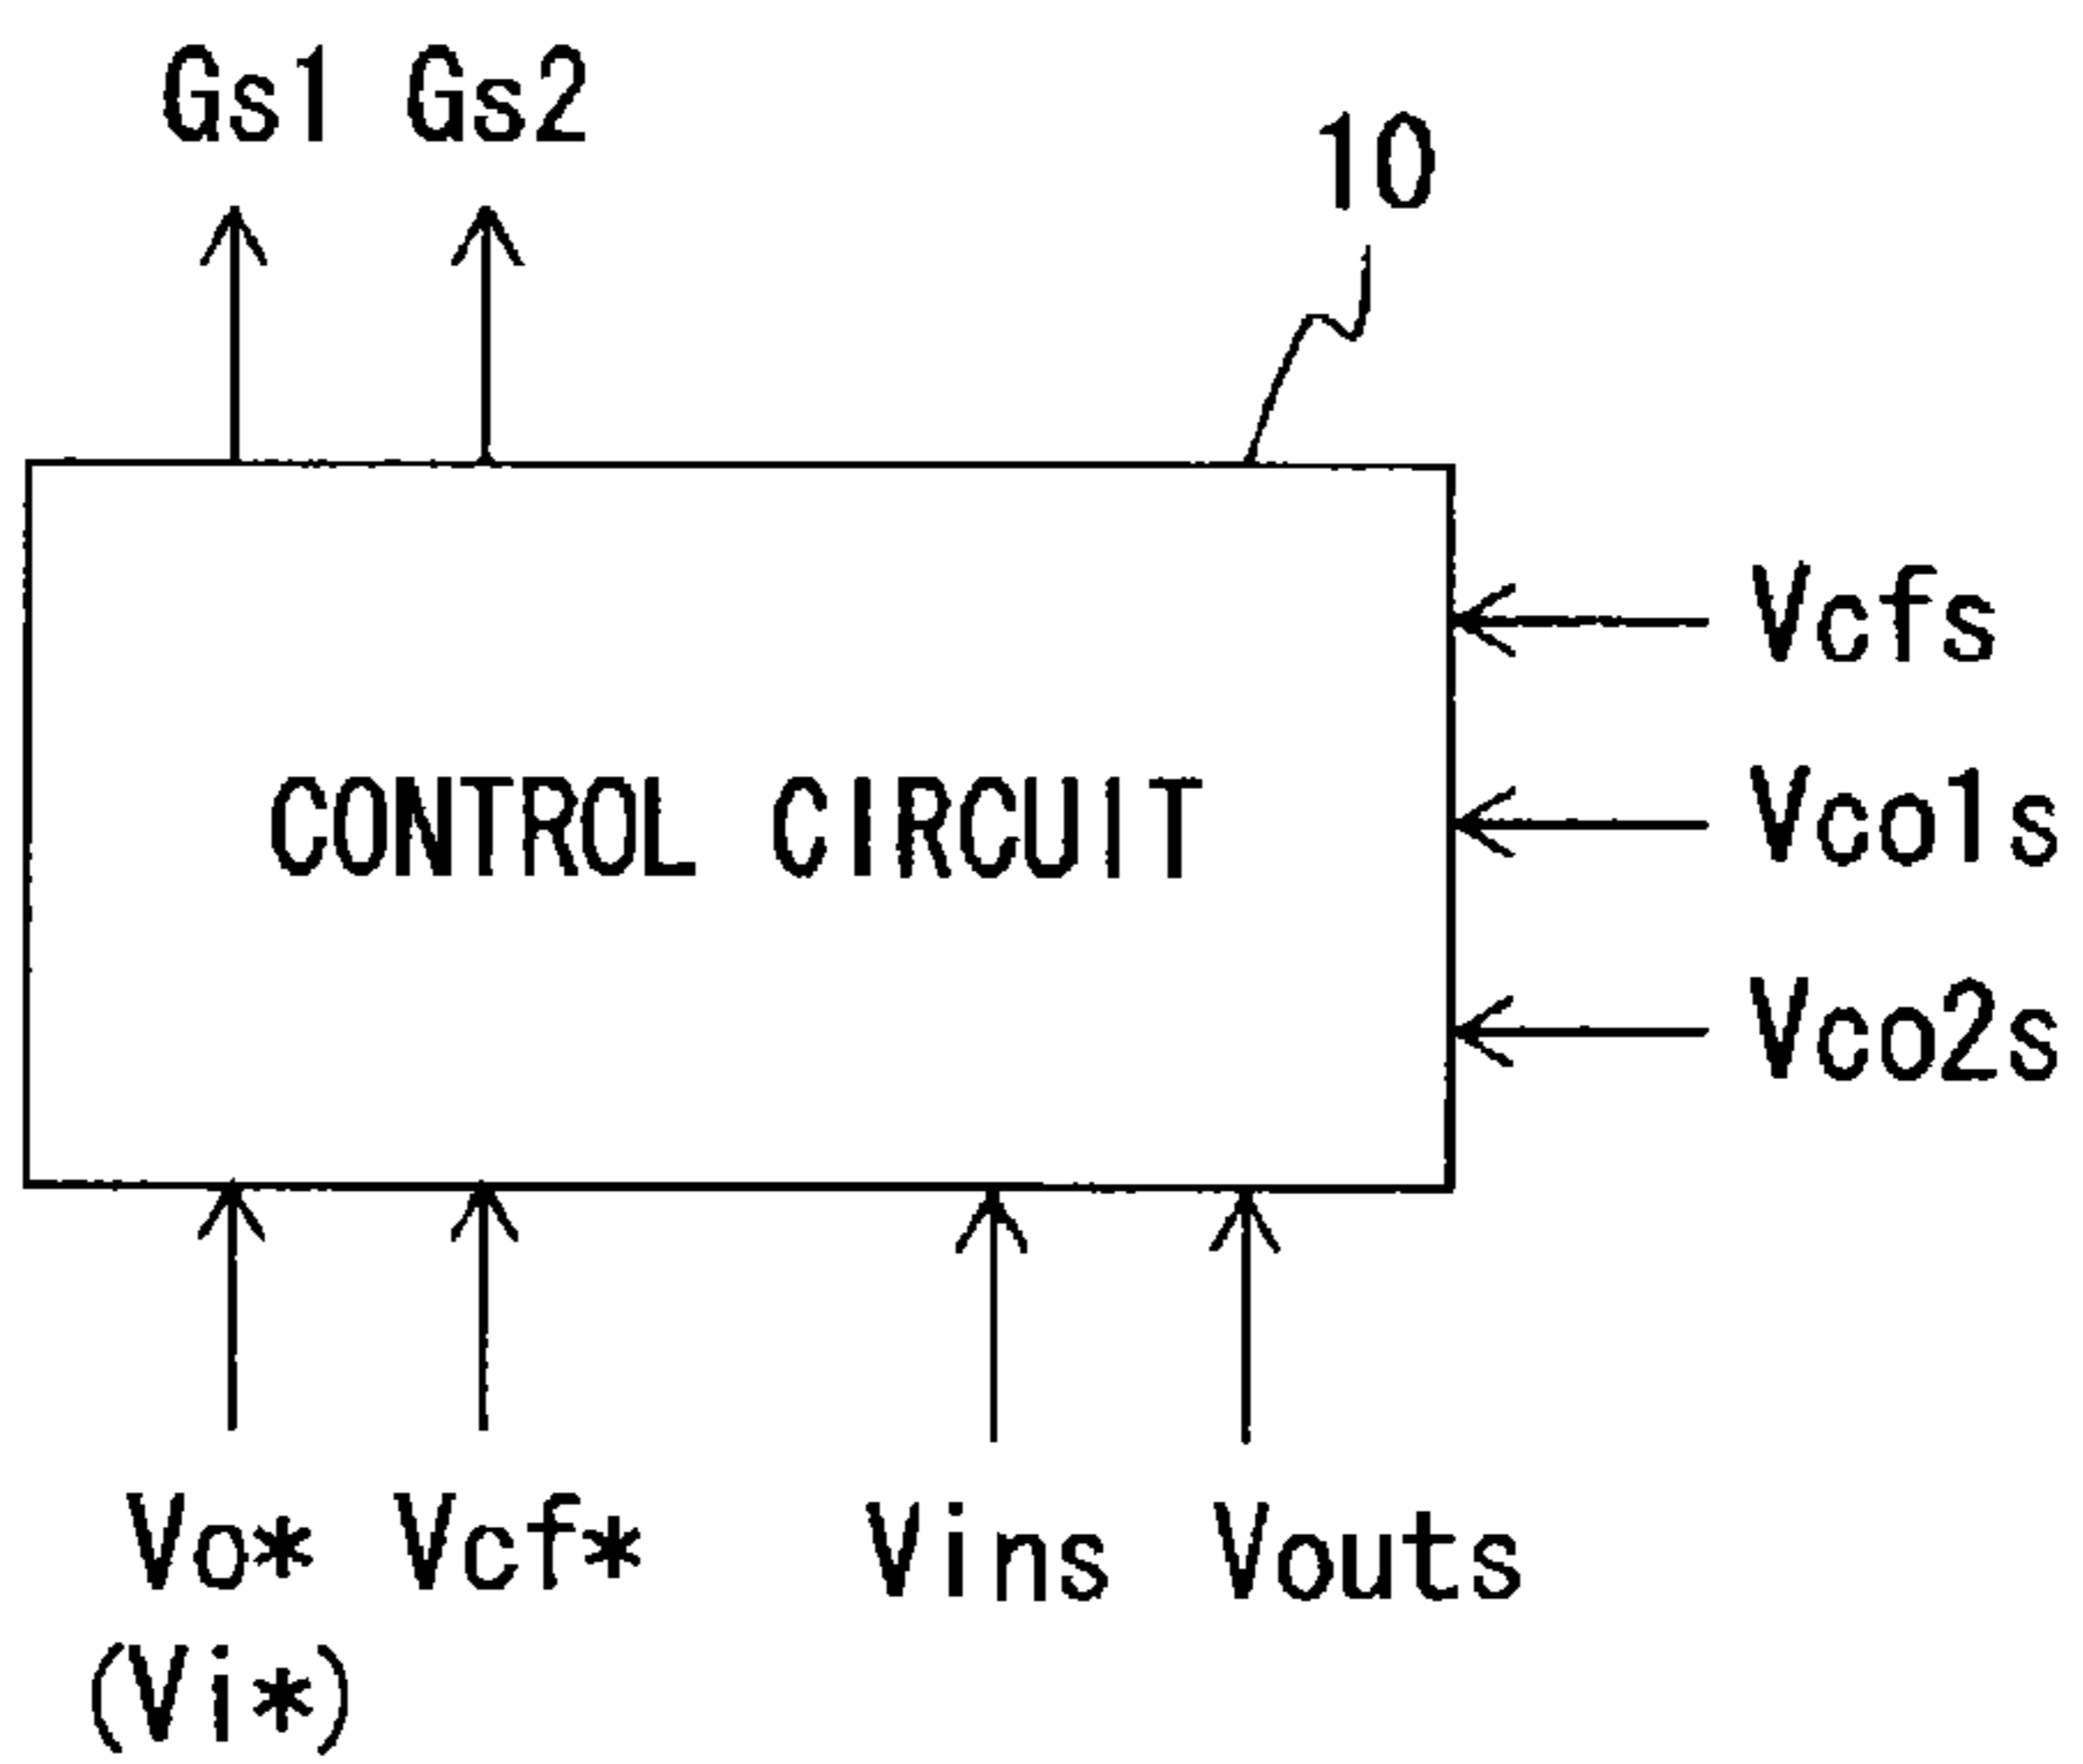 Gs1 Gs2
10
Vcfs
CONTROL CIRCUIT
Vco1s
Vco2s
Vo* Vcf* Vins Vouts
(Vi*)